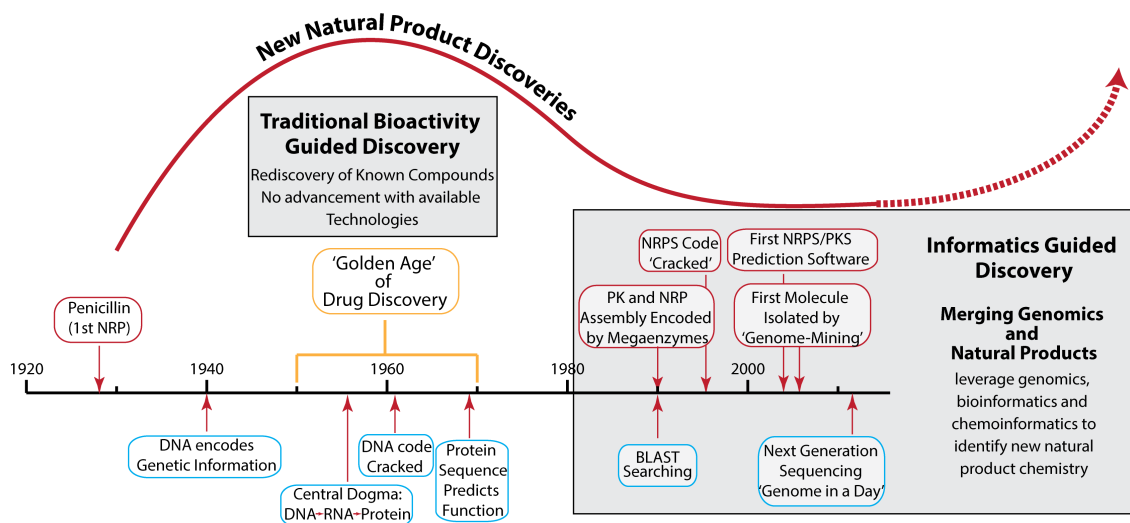 New Natural Product Discoveries
Traditional Bioactivity
Guided Discovery
Rediscovery of Known Compounds
No advancement with available
Technologies
'Golden Age'
of
Drug Discovery
Penicillin
(1st NRP)
NRPS Code
'Cracked'
First NRPS/PKS
Prediction Software
PK and NRP
Assembly Encoded
by Megaenzymes
First Molecule
Isolated by
'Genome-Mining'
Informatics Guided
Discovery
Merging Genomics
and
Natural Products
leverage genomics,
bioinformatics and
chemoinformatics to
identify new natural
product chemistry
1920
1940
1960
1980
2000
DNA encodes
Genetic Information
Central Dogma:
DNA→RNA→Protein
DNA code
Cracked
Protein
Sequence
Predicts
Function
BLAST
Searching
Next Generation
Sequencing
'Genome in a Day'